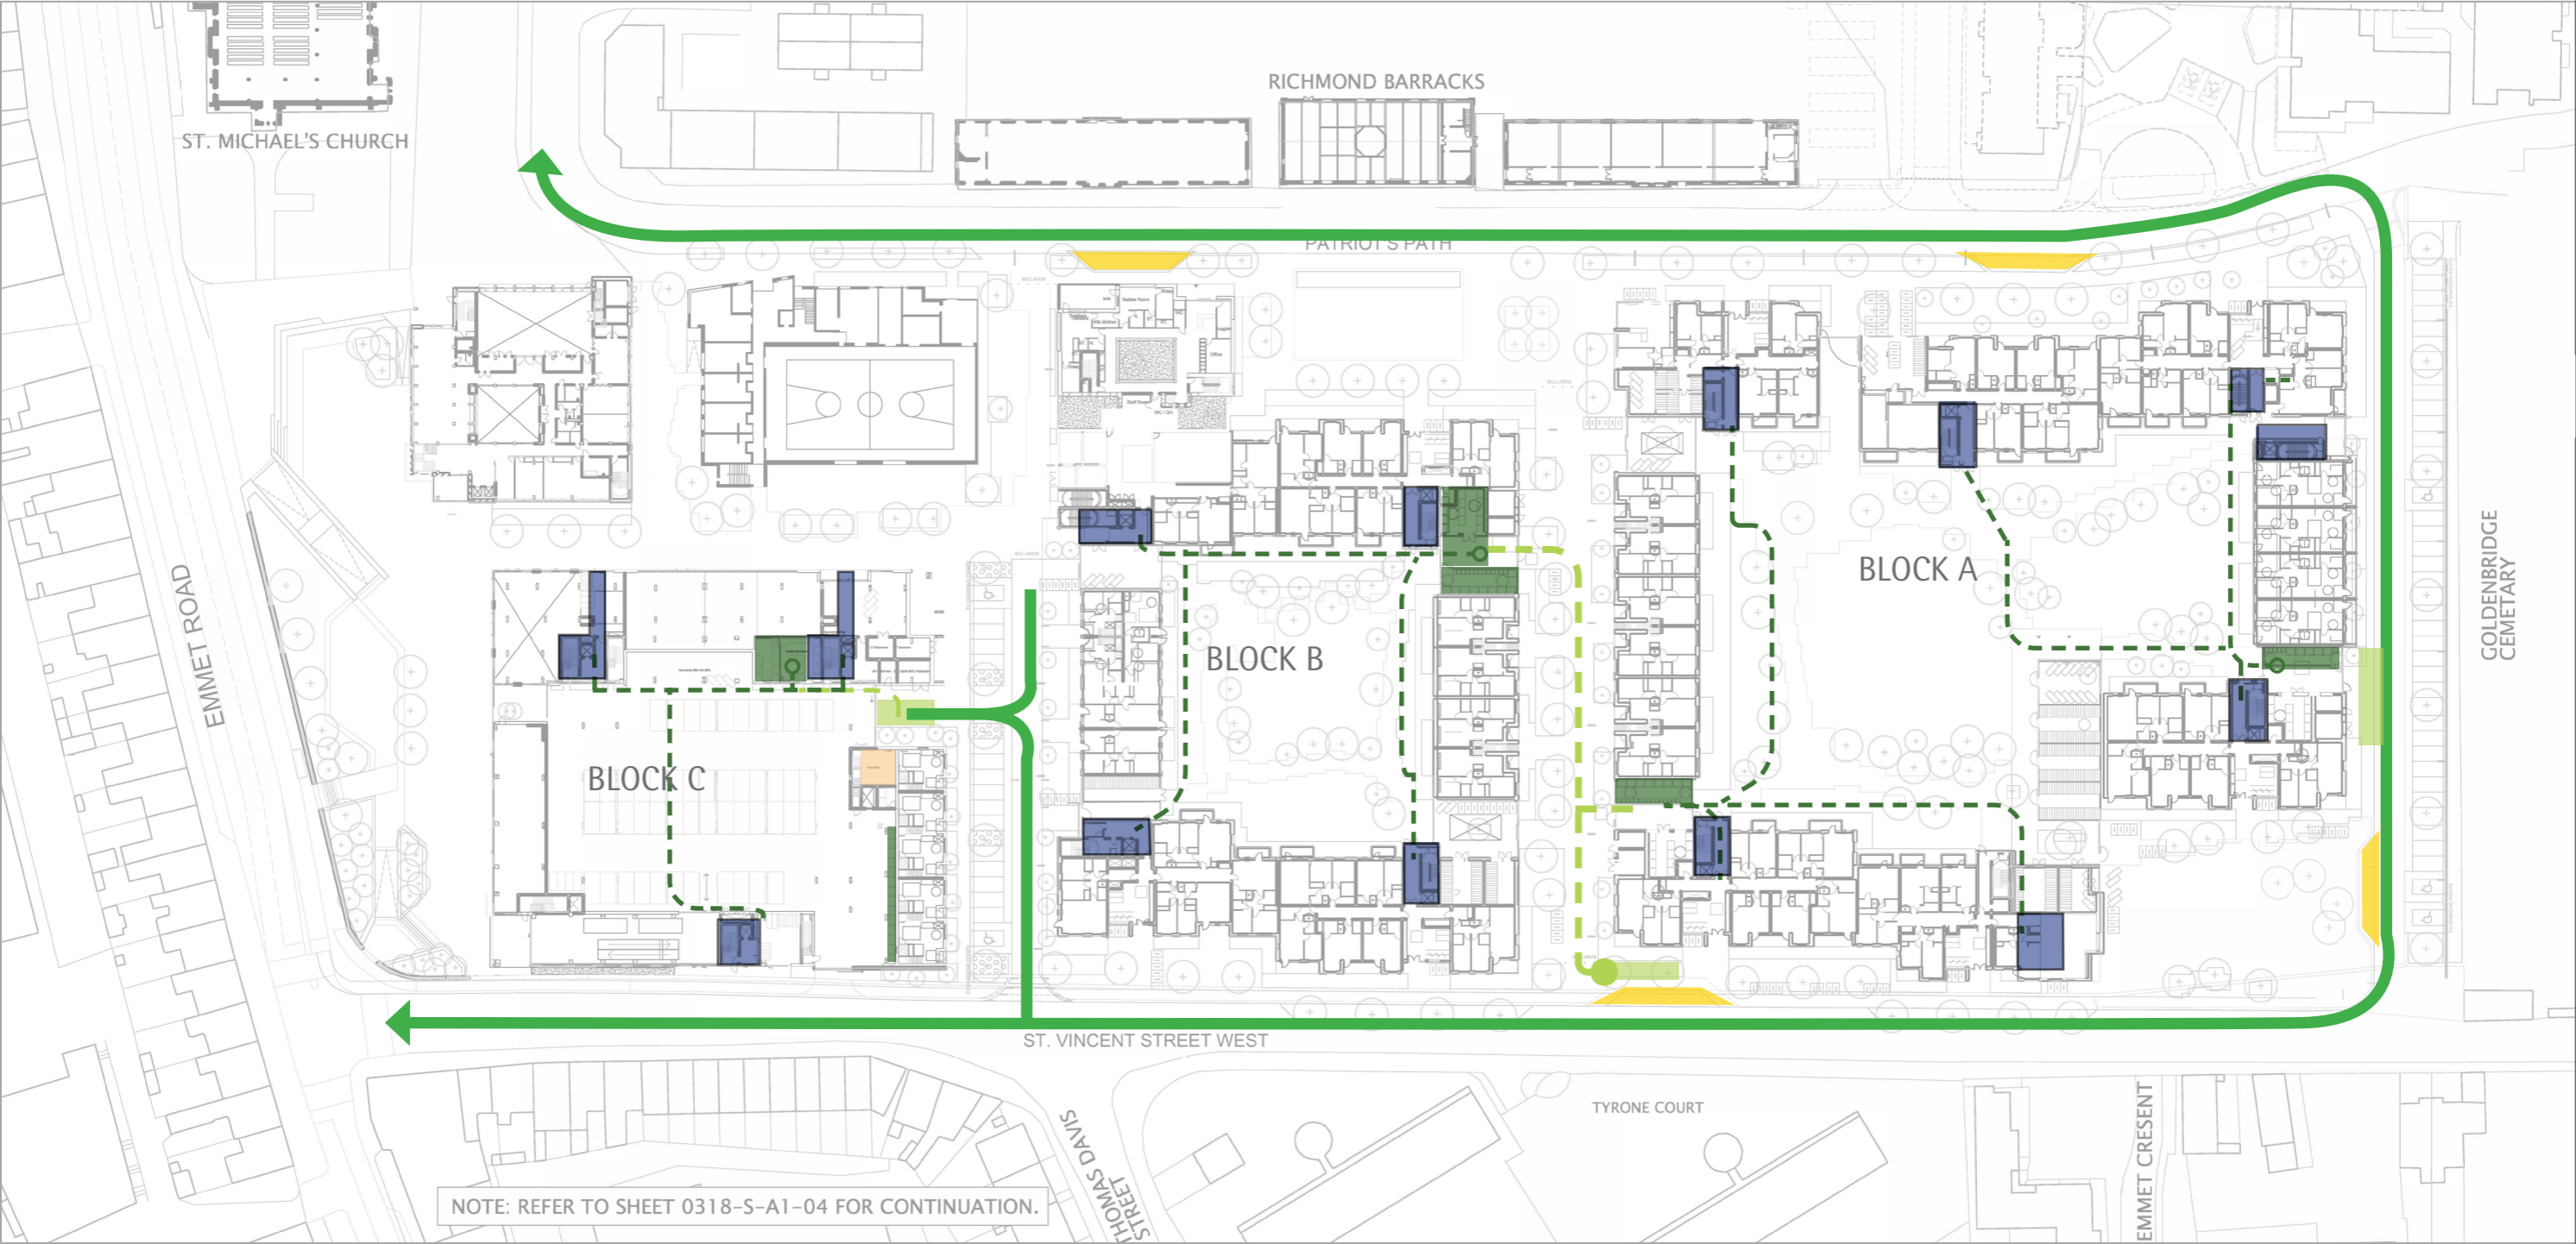 RICHMOND BARRACKS
ST. MICHAEL'S CHURCH
PATRIOT'S PATH
EMMET ROAD
BLOCK A
BLOCK B
BLOCK C
GOLDENBRIDGE
CEMETARY
ST. VINCENT STREET WEST
THOMAS DAVIS
STREET
TYRONE COURT
EMMET CRESENT
NOTE: REFER TO SHEET 0318-S-A1-04 FOR CONTINUATION.